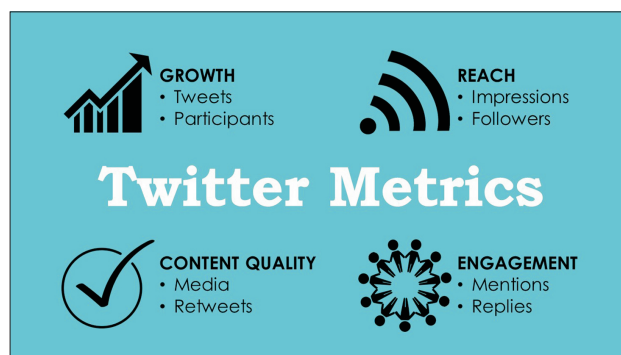 GROWTH
• Tweets
• Participants
REACH
• Impressions
• Followers
Twitter Metrics
CONTENT QUALITY
• Media
• Retweets
ENGAGEMENT
• Mentions
• Replies